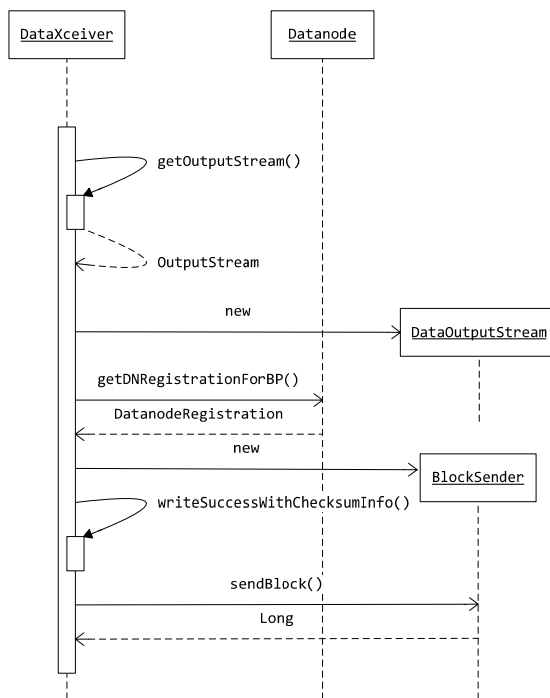 DataXceiver
Datanode
getOutputStream()
OutputStream
new
DataOutputStream
getDNRegistrationForBP()
DatanodeRegistration
new
BlockSender
writeSuccessWithChecksumInfo()
sendBlock()
Long